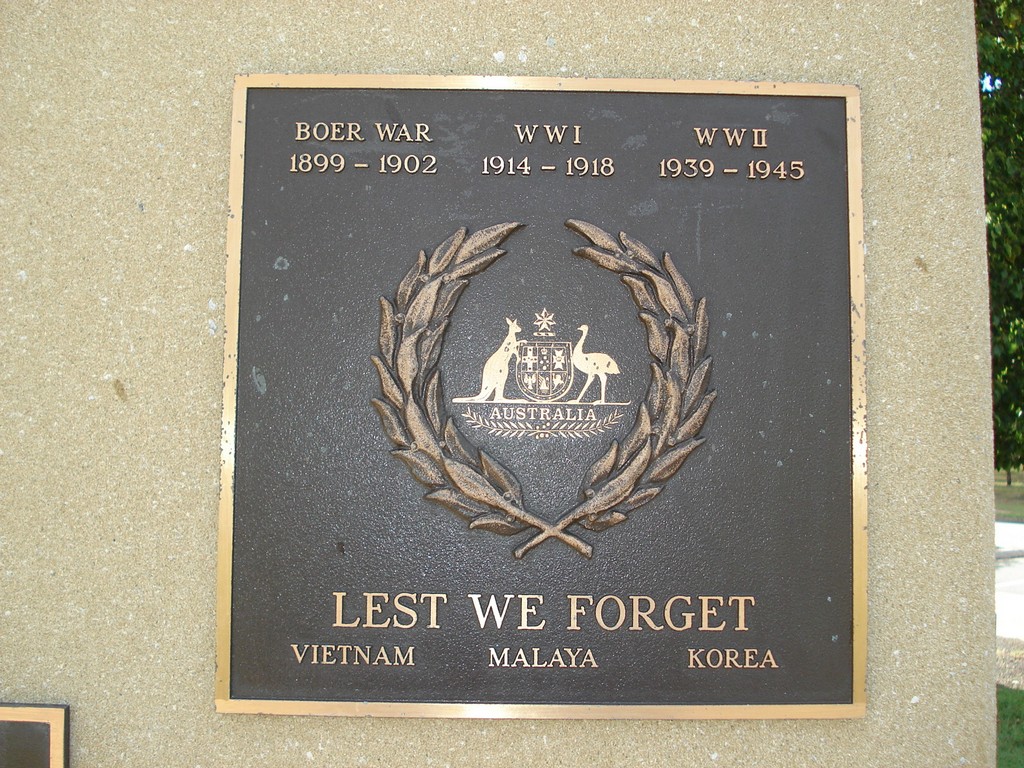 BOER WAR WWI WWII
1899 – 1902 1914 – 1918 1939 – 1945
AUSTRALIA
LEST WE FORGET
VIETNAM MALAYA KOREA